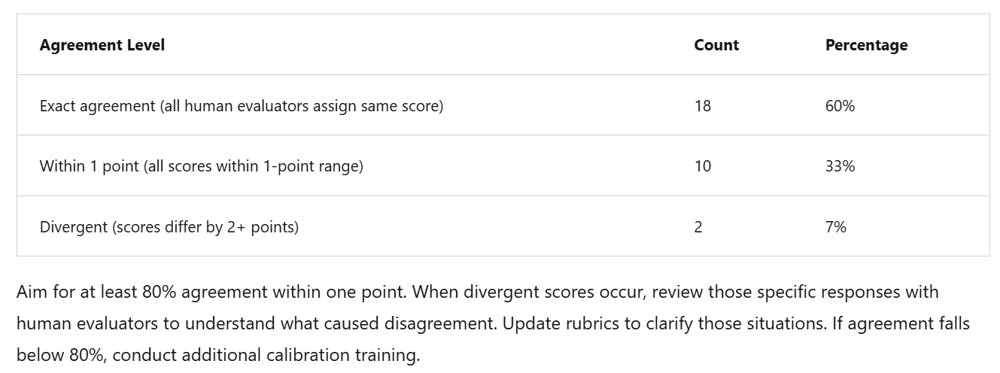 Agreement Level Count Percentage
Exact agreement (all human evaluators assign same score) 18 60%
Within 1 point (all scores within 1-point range) 10 33%
Divergent (scores differ by 2+ points) 2 7%
Aim for at least 80% agreement within one point. When divergent scores occur, review those specific responses with
human evaluators to understand what caused disagreement. Update rubrics to clarify those situations. If agreement falls
below 80%, conduct additional calibration training.